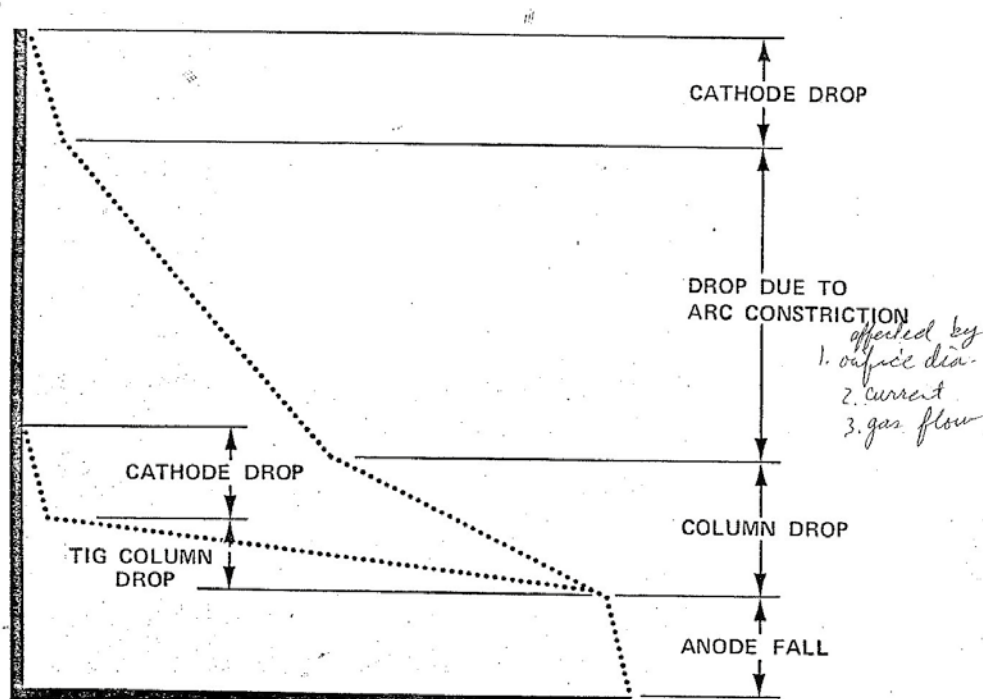 CATHODE DROP
DROP DUE TO
ARC CONSTRICTION
affected by
1. orifice dia.
2. current
3. gas flow
CATHODE DROP
TIG COLUMN
DROP
COLUMN DROP
ANODE FALL